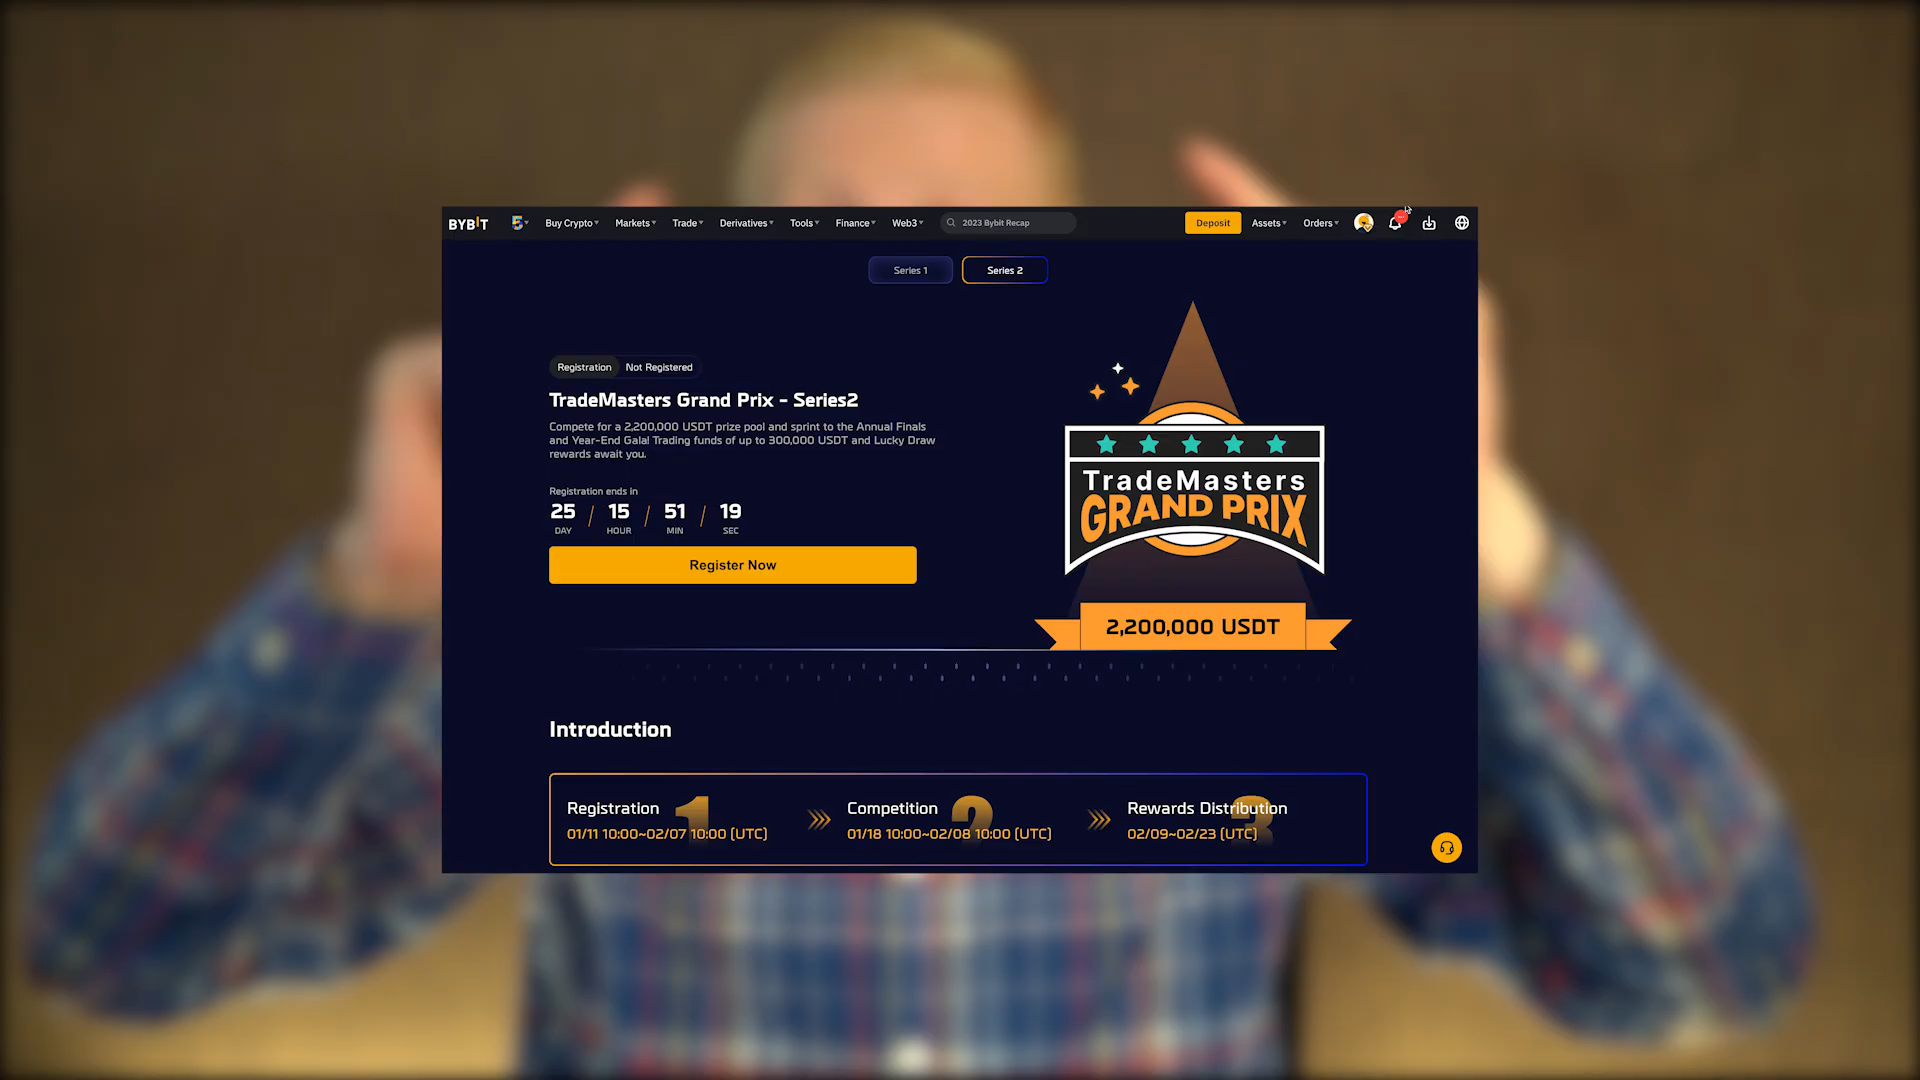 BYBIT Buy Crypto Markets Trade Derivatives Tools Finance Web3 2023 Bybit Recap Deposit Assets Orders
Series 1 Series 2
Registration Not Registered
TradeMasters Grand Prix - Series2
Compete for a 2,200,000 USDT prize pool and sprint to the Annual Finals
and Year-End Gala! Trading funds of up to 300,000 USDT and Lucky Draw
rewards await you.
Registration ends in
25 / 15 / 51 / 19
DAY HOUR MIN SEC
Register Now
TradeMasters
GRAND PRIX
2,200,000 USDT
Introduction
Registration 1
01/11 10:00~02/07 10:00 (UTC)
Competition 2
01/18 10:00~02/08 10:00 (UTC)
Rewards Distribution 3
02/09~02/23 (UTC)